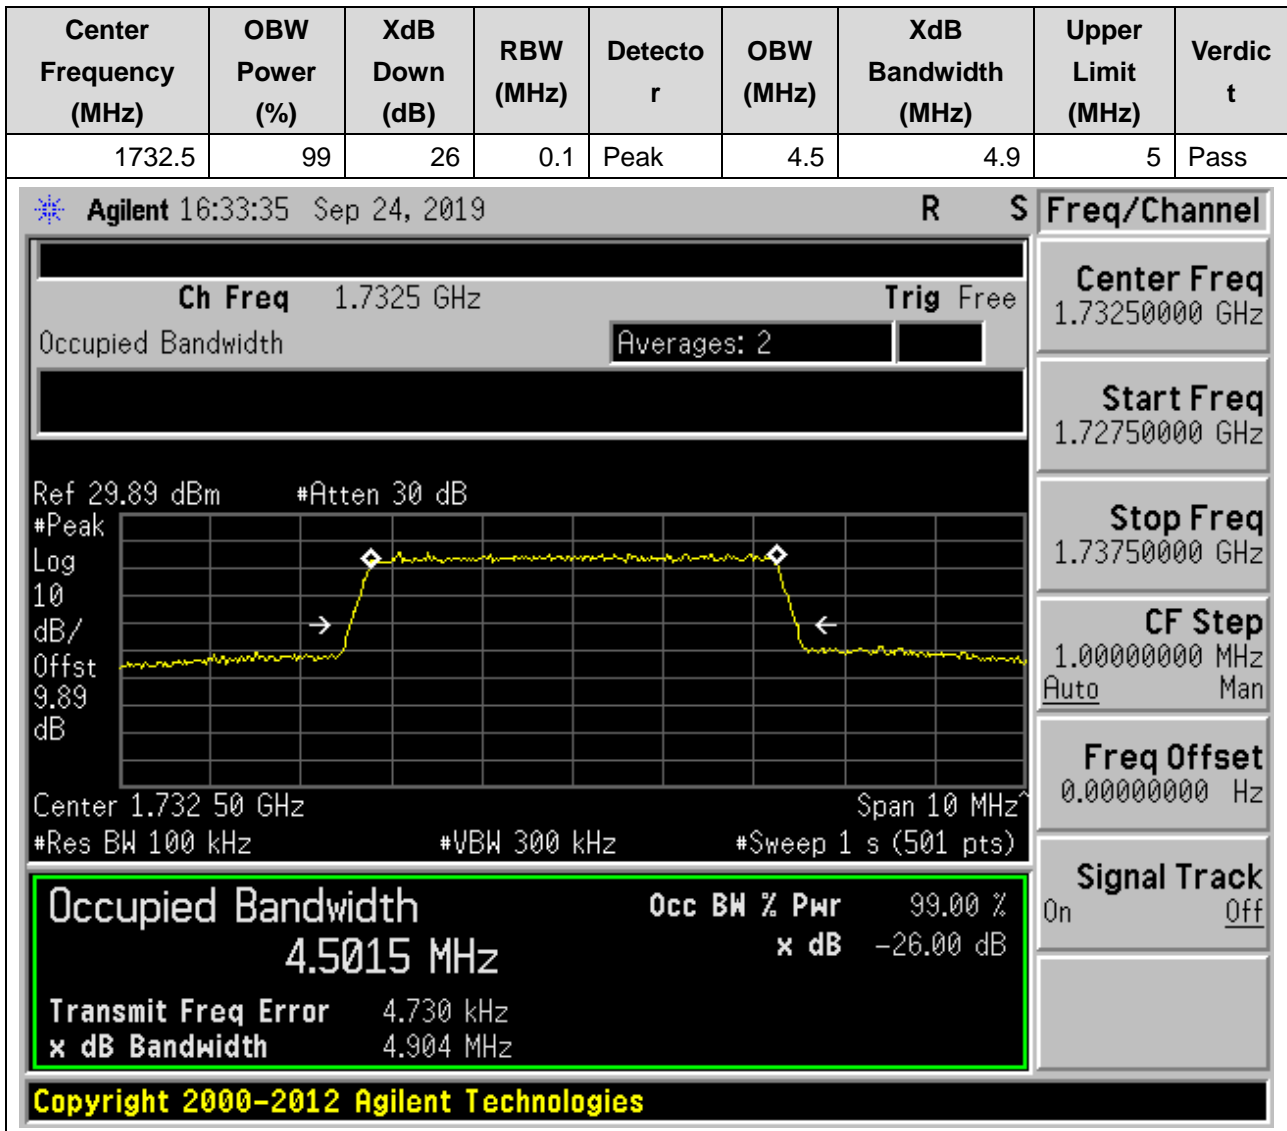 Center Frequency (MHz) OBW Power (%) XdB Down (dB) RBW (MHz) Detecto r OBW (MHz) XdB Bandwidth (MHz) Upper Limit (MHz) Verdic t
1732.5 99 26 0.1 Peak 4.5 4.9 5 Pass
Agilent 16:33:35 Sep 24, 2019 R S Freq/Channel
Ch Freq 1.7325 GHz Trig Free
Occupied Bandwidth Averages: 2
Center Freq
1.73250000 GHz
Start Freq
1.72750000 GHz
Stop Freq
1.73750000 GHz
CF Step
1.00000000 MHz
Auto Man
Freq Offset
0.00000000 Hz
Signal Track
On Off
Ref 29.89 dBm #Atten 30 dB
#Peak
Log
10
dB/
Offst
9.89
dB
Center 1.732 50 GHz Span 10 MHz^
#Res BW 100 kHz #VBW 300 kHz #Sweep 1 s (501 pts)
Occupied Bandwidth Occ BW % Pwr 99.00 %
4.5015 MHz x dB -26.00 dB
Transmit Freq Error 4.730 kHz
x dB Bandwidth 4.904 MHz
Copyright 2000-2012 Agilent Technologies